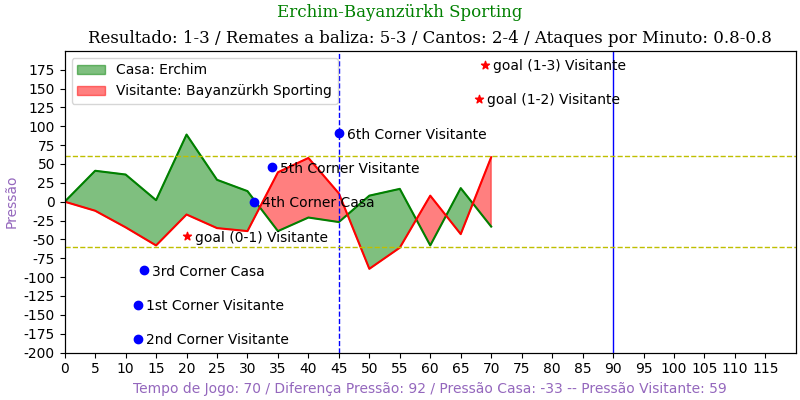 Erchim-Bayanzürkh Sporting
Resultado: 1-3 / Remates a baliza: 5-3 / Cantos: 2-4 / Ataques por Minuto: 0.8-0.8
Casa: Erchim
Visitante: Bayanzürkh Sporting
goal (1-3) Visitante
goal (1-2) Visitante
6th Corner Visitante
5th Corner Visitante
4th Corner Casa
goal (0-1) Visitante
3rd Corner Casa
1st Corner Visitante
2nd Corner Visitante
Pressão
175
150
125
100
75
50
25
0
-25
-50
-75
-100
-125
-150
-175
-200
0 5 10 15 20 25 30 35 40 45 50 55 60 65 70 75 80 85 90 95 100 105 110 115
Tempo de Jogo: 70 / Diferença Pressão: 92 / Pressão Casa: -33 -- Pressão Visitante: 59